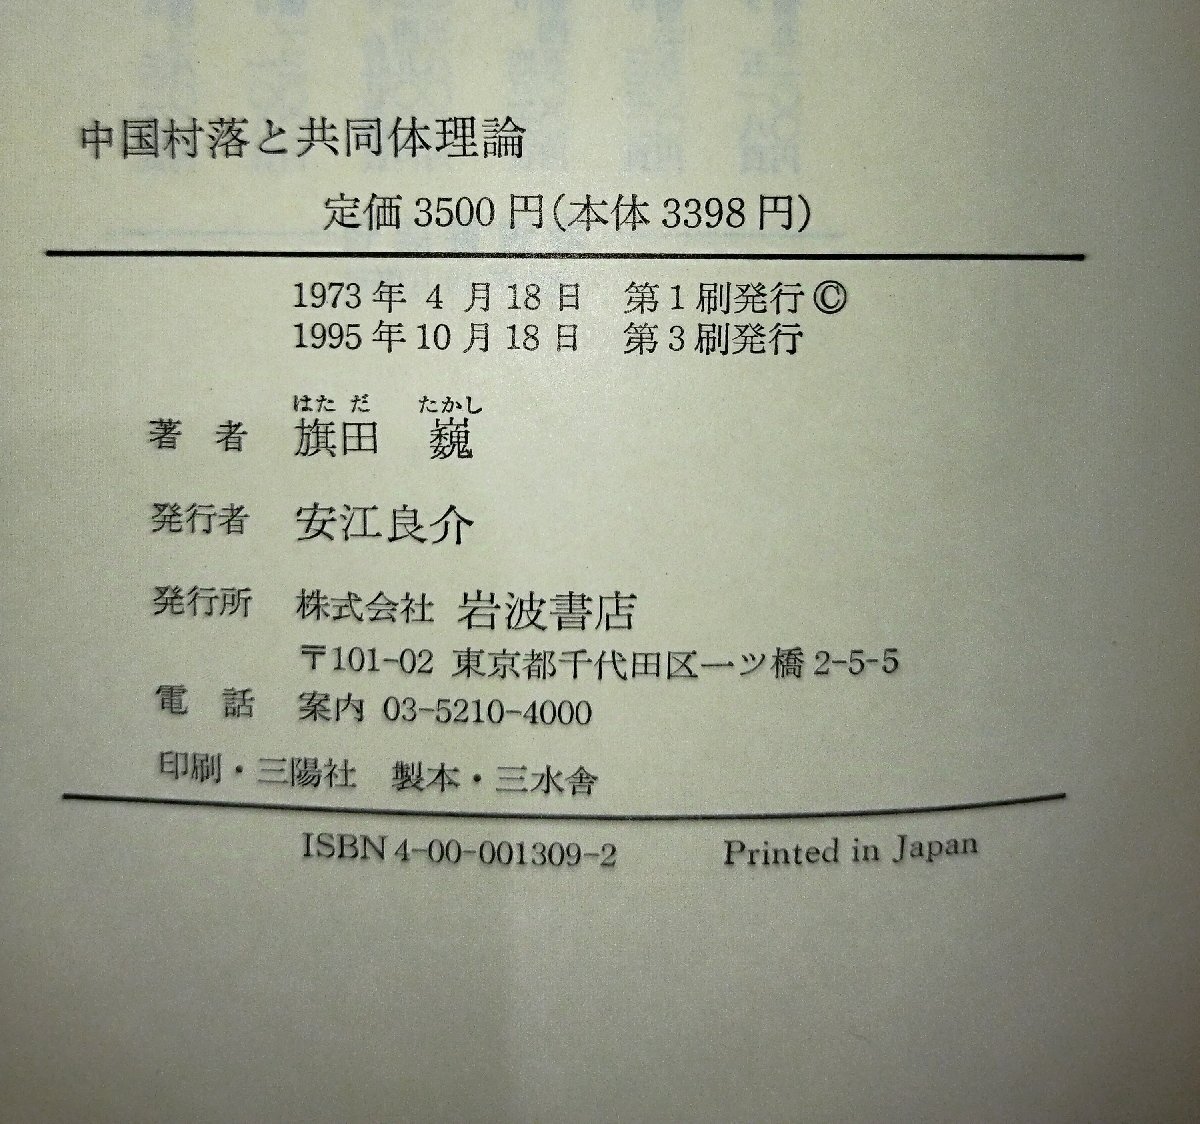 中国村落と共同体理論
定価 3500 円(本体 3398 円)
1973 年 4 月 18 日 第 1 刷発行 ©
1995 年 10 月 18 日 第 3 刷発行
はた だ たかし
著 者 旗田 巍
発行者 安江良介
発行所 株式会社 岩波書店
〒101-02 東京都千代田区一ツ橋 2-5-5
電 話 案内 03-5210-4000
印刷・三陽社 製本・三水舎
ISBN 4-00-001309-2 Printed in Japan